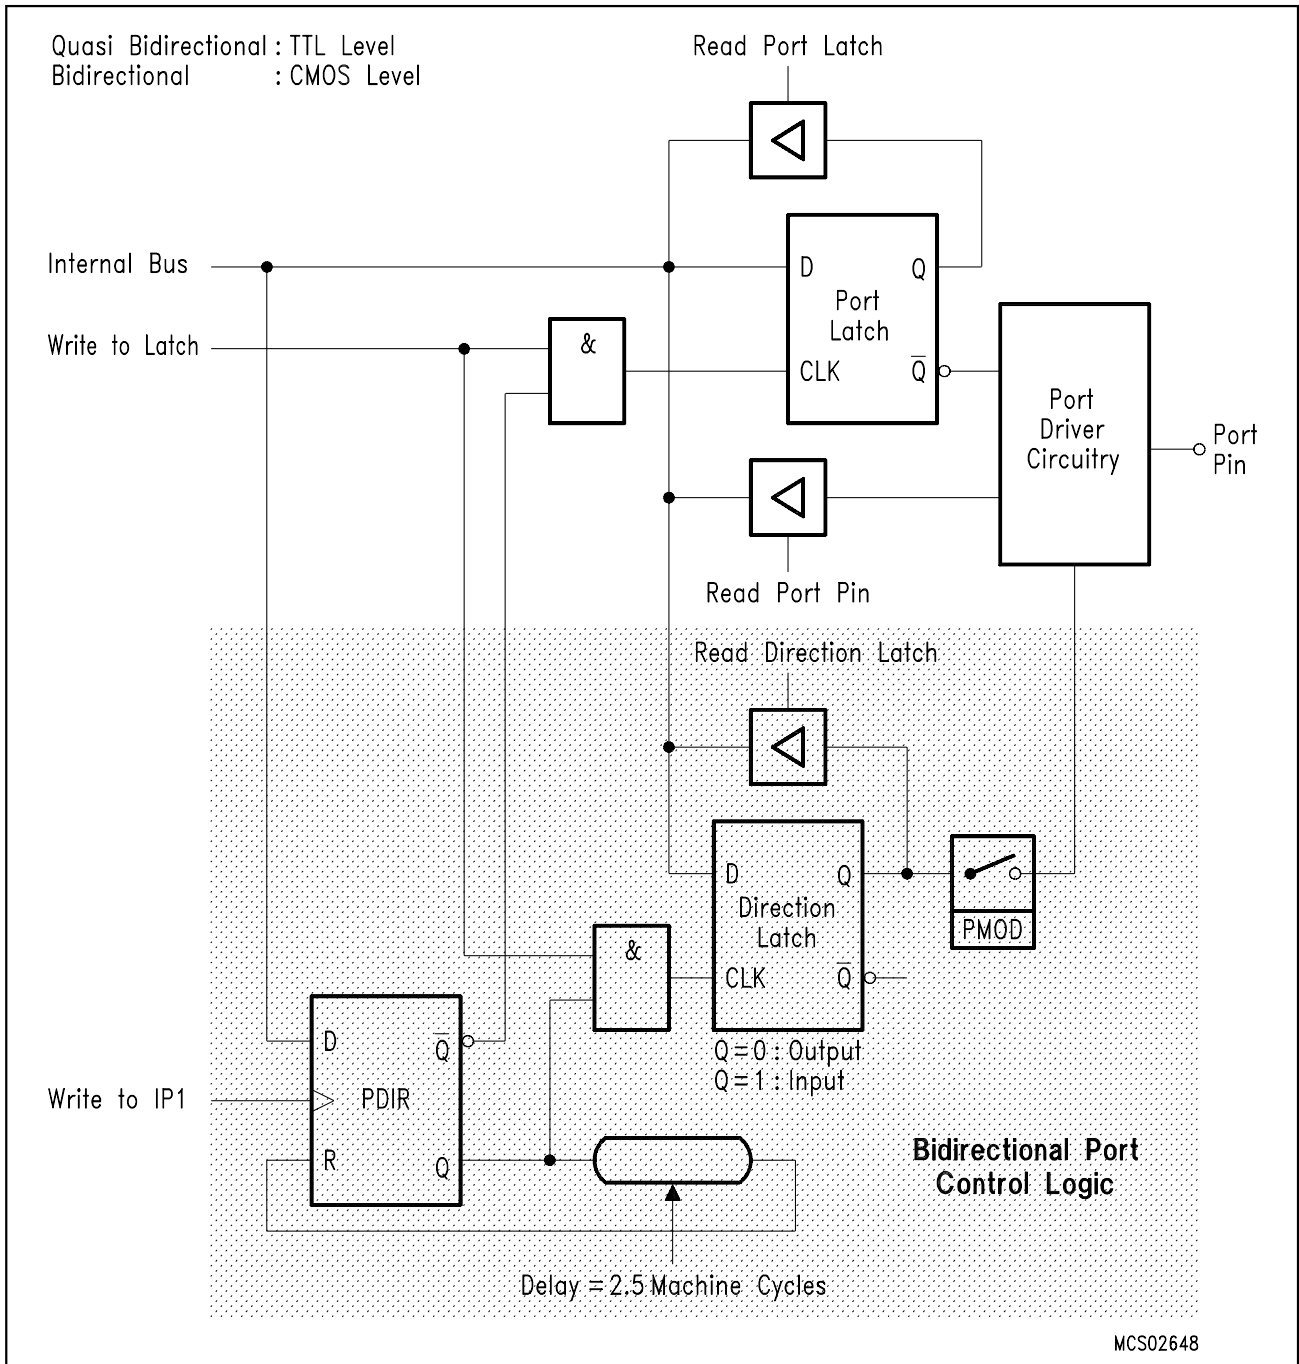 Quasi Bidirectional : TTL Level
Bidirectional : CMOS Level
Read Port Latch
Internal Bus
D
Q
Port
Latch
Write to Latch
&
CLK
Q̅
Port
Driver
Circuitry
Port
Pin
Read Port Pin
Read Direction Latch
D
Q
Direction
Latch
PMOD
&
CLK
Q̅
D
Q̅
Q=0 : Output
Q=1 : Input
Write to IP1
PDIR
R
Q
Bidirectional Port
Control Logic
Delay = 2.5 Machine Cycles
MCS02648